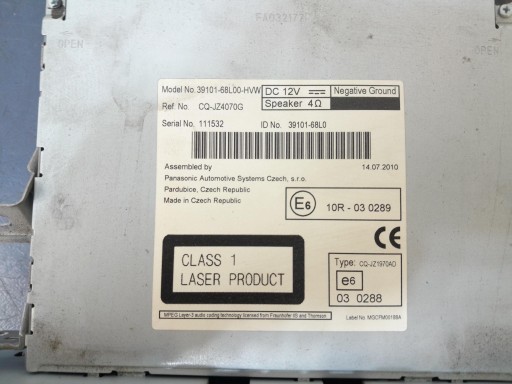 OPEN
OPEN
Model No. 39101-68L00-HVW
DC 12V
Negative Ground
Ref. No. CQ-JZ4070G
Speaker 4Ω
Serial No. 111532 ID No. 39101-68L0
Assembled by 14.07.2010
Panasonic Automotive Systems Czech, s.r.o.
Pardubice, Czech Republic
Made in Czech Republic
E6 10R - 03 0289
CE
CLASS 1
LASER PRODUCT
Type: CQ-JZ1970AD
e6
03 0288
MPEG Layer-3 audio coding technology licensed from Fraunhofer IIS and Thomson.
Label No. MGCFM00188A